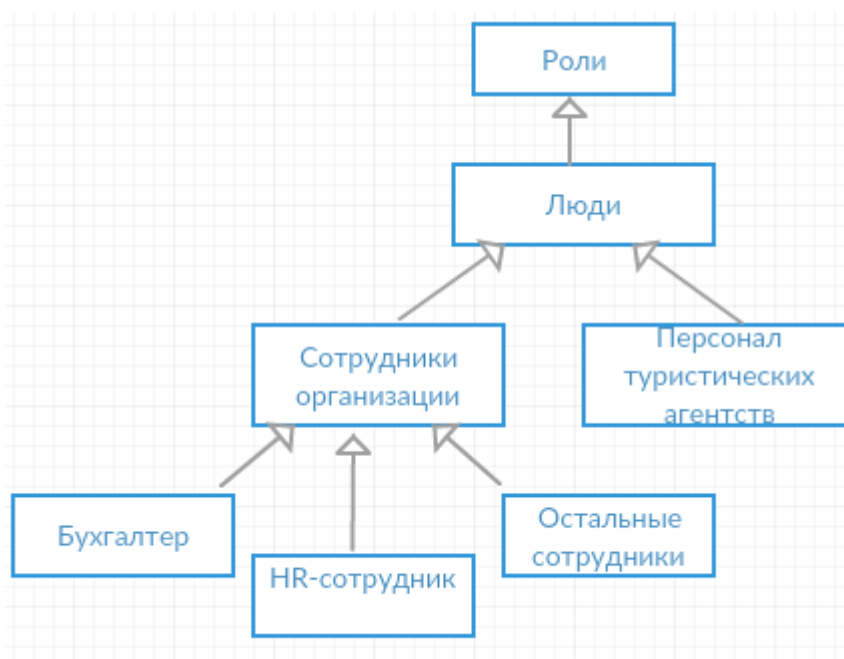 Роли
Люди
Сотрудники
организации
Персонал
туристических
агентств
Бухгалтер
HR-сотрудник
Остальные
сотрудники